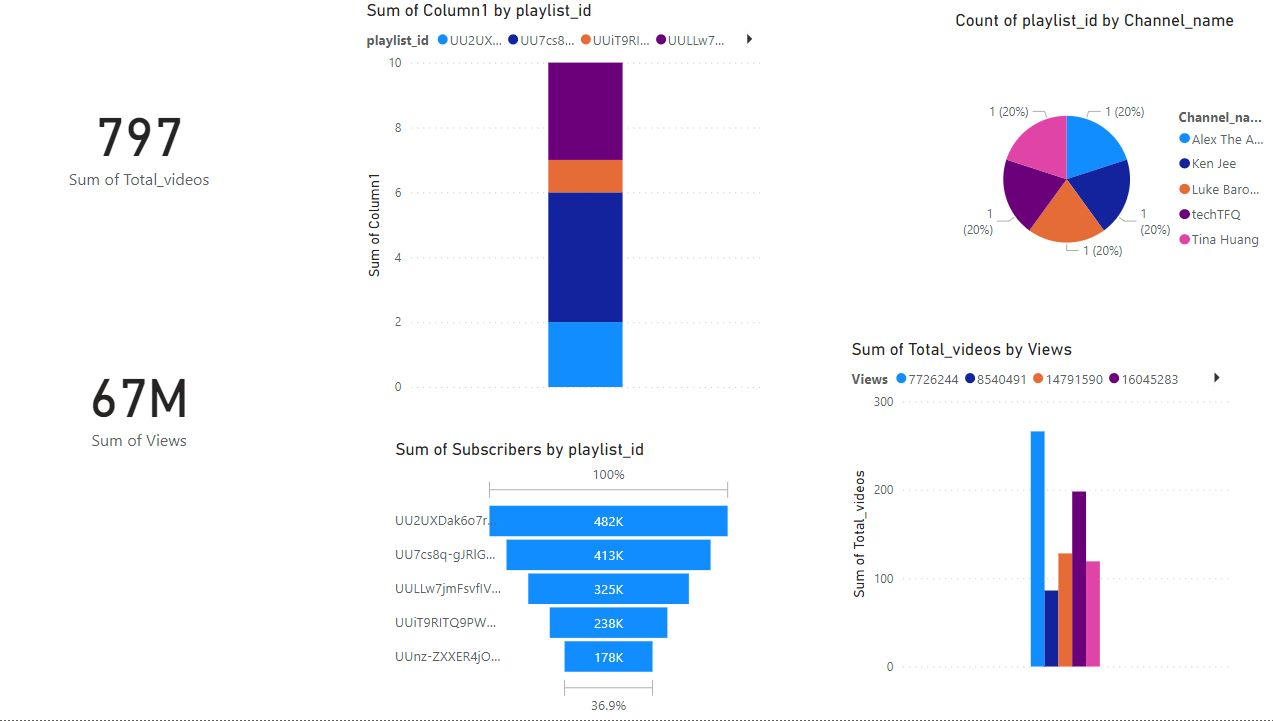 797
Sum of Total_videos
67M
Sum of Views
Sum of Column1 by playlist_id
playlist_id UU2UX... UU7cs8... UUiT9RI... UULLw7...
10
8
6
4
2
0
Sum of Column1
Sum of Subscribers by playlist_id
100%
UU2UXDak6o7r... 482K
UU7cs8q-gJRlG... 413K
UULLw7jmFsvfIV... 325K
UUiT9RITQ9PW... 238K
UUnz-ZXXER4jO... 178K
36.9%
Count of playlist_id by Channel_name
1 (20%)
1 (20%)
1
(20%)
1
(20%)
1 (20%)
Channel_na...
Alex The A...
Ken Jee
Luke Baro...
techTFQ
Tina Huang
Sum of Total_videos by Views
Views 7726244 8540491 14791590 16045283
300
200
100
0
Sum of Total_videos